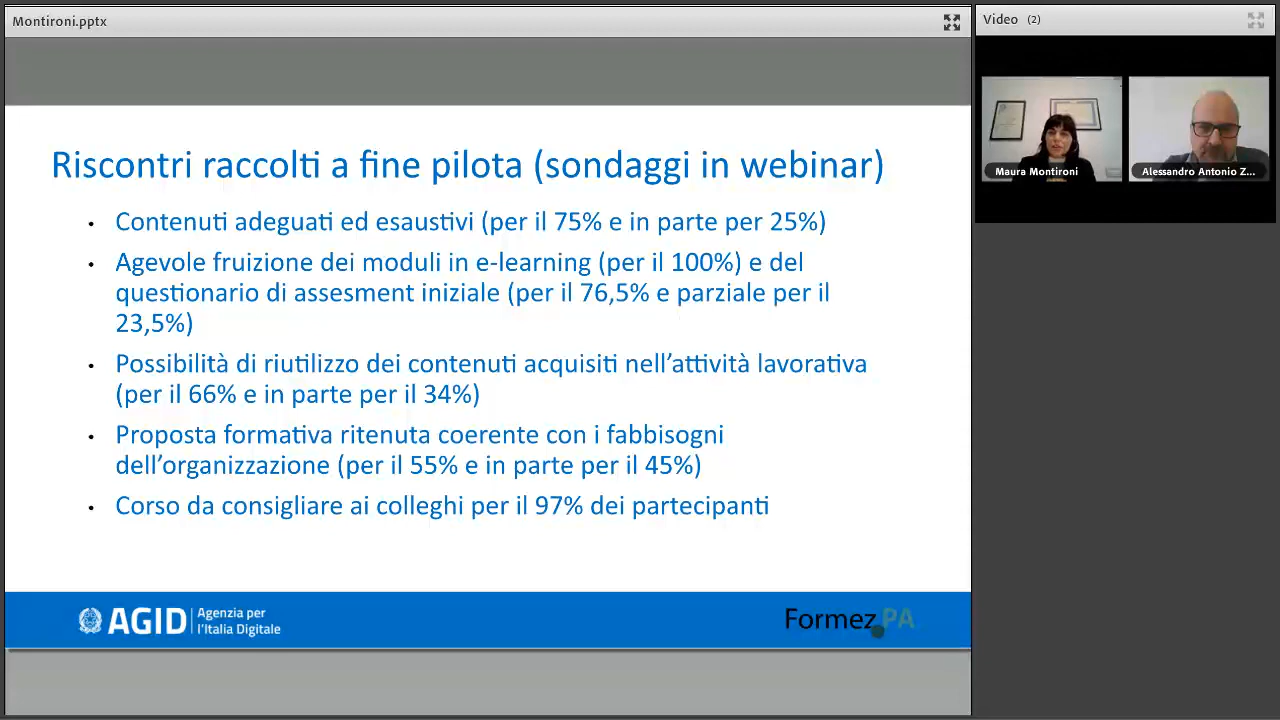 Montironi.pptx
Video (2)
Maura Montironi
Alessandro Antonio Z...
Riscontri raccolti a fine pilota (sondaggi in webinar)
• Contenuti adeguati ed esaustivi (per il 75% e in parte per 25%)
• Agevole fruizione dei moduli in e-learning (per il 100%) e del
questionario di assesment iniziale (per il 76,5% e parziale per il
23,5%)
• Possibilità di riutilizzo dei contenuti acquisiti nell’attività lavorativa
(per il 66% e in parte per il 34%)
• Proposta formativa ritenuta coerente con i fabbisogni
dell’organizzazione (per il 55% e in parte per il 45%)
• Corso da consigliare ai colleghi per il 97% dei partecipanti
AGID
Agenzia per
l’Italia Digitale
Formez PA